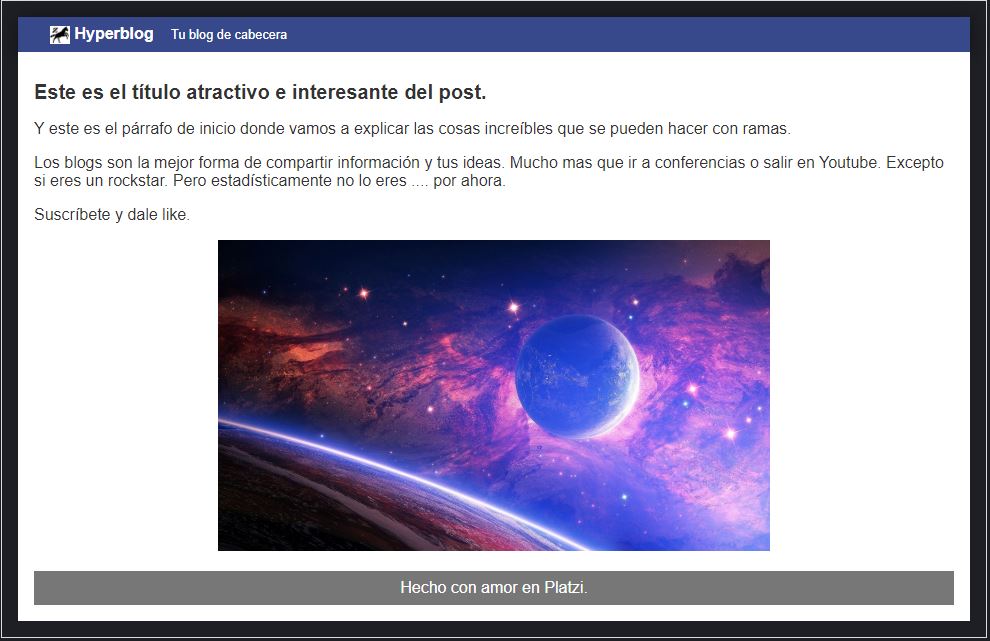 Hyperblog Tu blog de cabecera
Este es el título atractivo e interesante del post.
Y este es el párrafo de inicio donde vamos a explicar las cosas increíbles que se pueden hacer con ramas.
Los blogs son la mejor forma de compartir información y tus ideas. Mucho mas que ir a conferencias o salir en Youtube. Excepto
si eres un rockstar. Pero estadísticamente no lo eres .... por ahora.
Suscríbete y dale like.
Hecho con amor en Platzi.